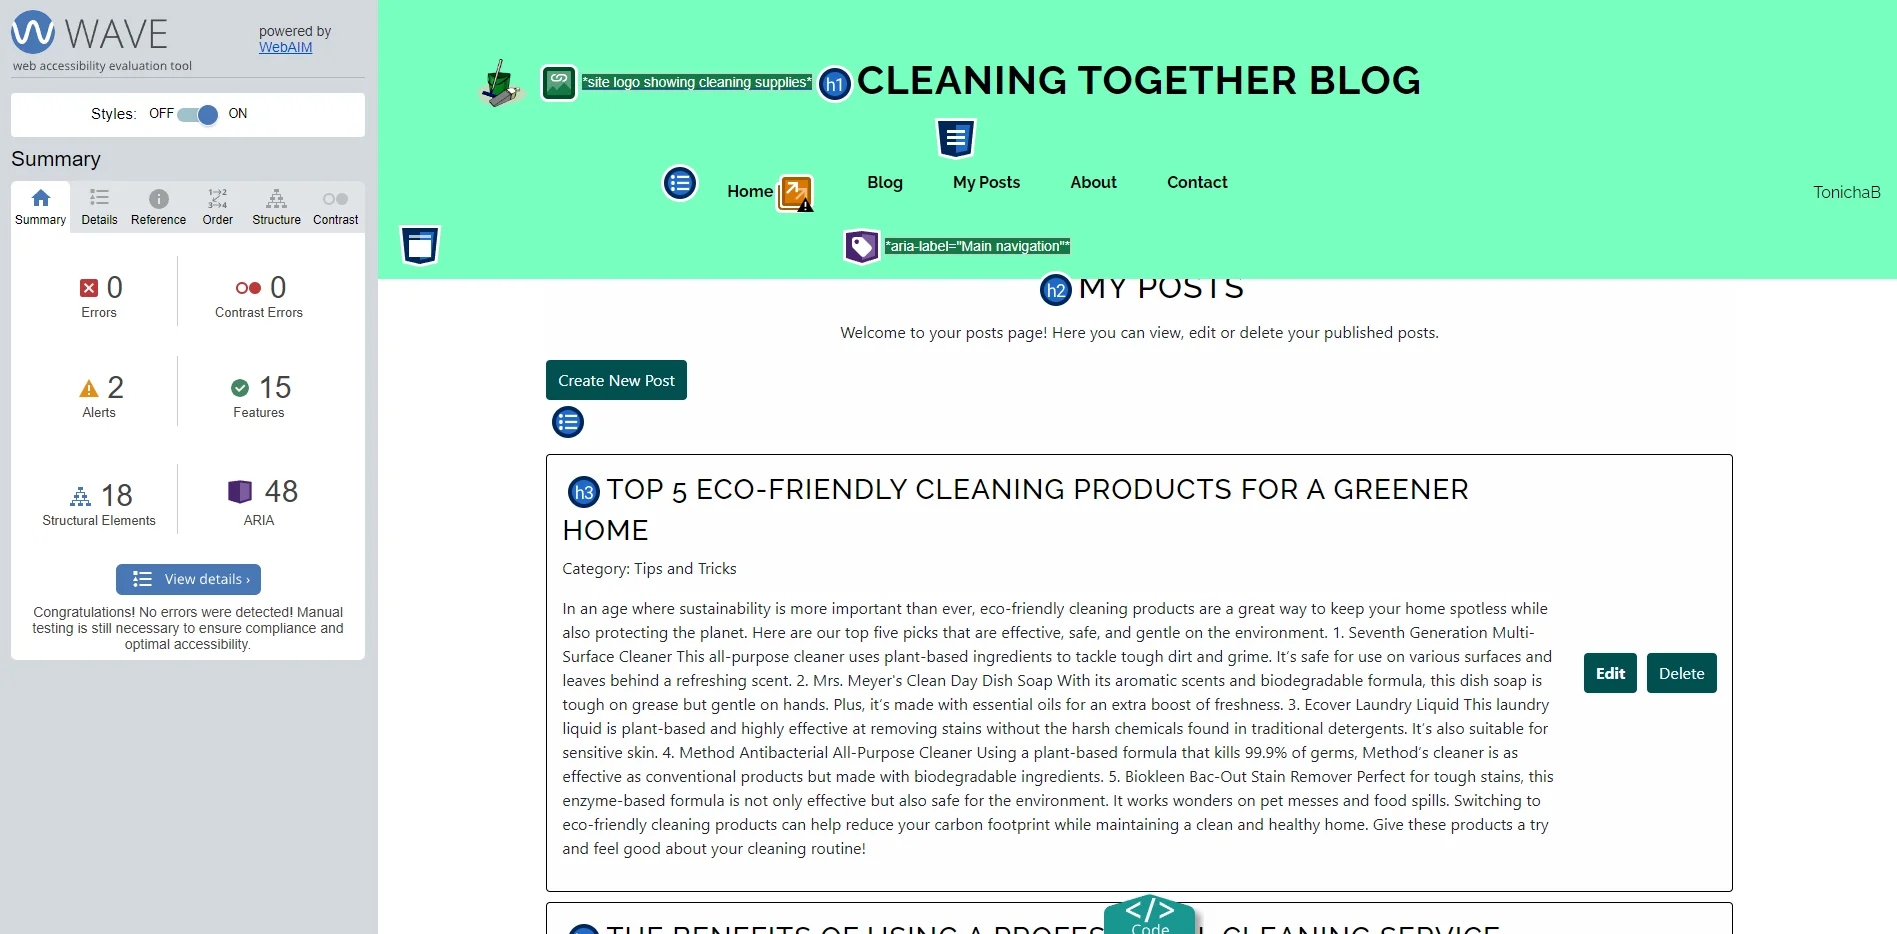 WAVE
web accessibility evaluation tool
powered by
WebAIM
Styles: OFF ON
Summary
Summary Details Reference Order Structure Contrast
0
Errors
0
Contrast Errors
2
Alerts
15
Features
18
Structural Elements
48
ARIA
View details ›
Congratulations! No errors were detected! Manual
testing is still necessary to ensure compliance and
optimal accessibility.
*site logo showing cleaning supplies*
h1 CLEANING TOGETHER BLOG
Home Blog My Posts About Contact
TonichaB
*aria-label="Main navigation"*
h2 MY POSTS
Welcome to your posts page! Here you can view, edit or delete your published posts.
Create New Post
h3 TOP 5 ECO-FRIENDLY CLEANING PRODUCTS FOR A GREENER
HOME
Category: Tips and Tricks
In an age where sustainability is more important than ever, eco-friendly cleaning products are a great way to keep your home spotless while
also protecting the planet. Here are our top five picks that are effective, safe, and gentle on the environment. 1. Seventh Generation Multi-
Surface Cleaner This all-purpose cleaner uses plant-based ingredients to tackle tough dirt and grime. It’s safe for use on various surfaces and
leaves behind a refreshing scent. 2. Mrs. Meyer's Clean Day Dish Soap With its aromatic scents and biodegradable formula, this dish soap is
tough on grease but gentle on hands. Plus, it’s made with essential oils for an extra boost of freshness. 3. Ecover Laundry Liquid This laundry
liquid is plant-based and highly effective at removing stains without the harsh chemicals found in traditional detergents. It’s also suitable for
sensitive skin. 4. Method Antibacterial All-Purpose Cleaner Using a plant-based formula that kills 99.9% of germs, Method’s cleaner is as
effective as conventional products but made with biodegradable ingredients. 5. Biokleen Bac-Out Stain Remover Perfect for tough stains, this
enzyme-based formula is not only effective but also safe for the environment. It works wonders on pet messes and food spills. Switching to
eco-friendly cleaning products can help reduce your carbon footprint while maintaining a clean and healthy home. Give these products a try
and feel good about your cleaning routine!
Edit
Delete
THE BENEFITS OF USING A CLEANING SERVICE
</> Code